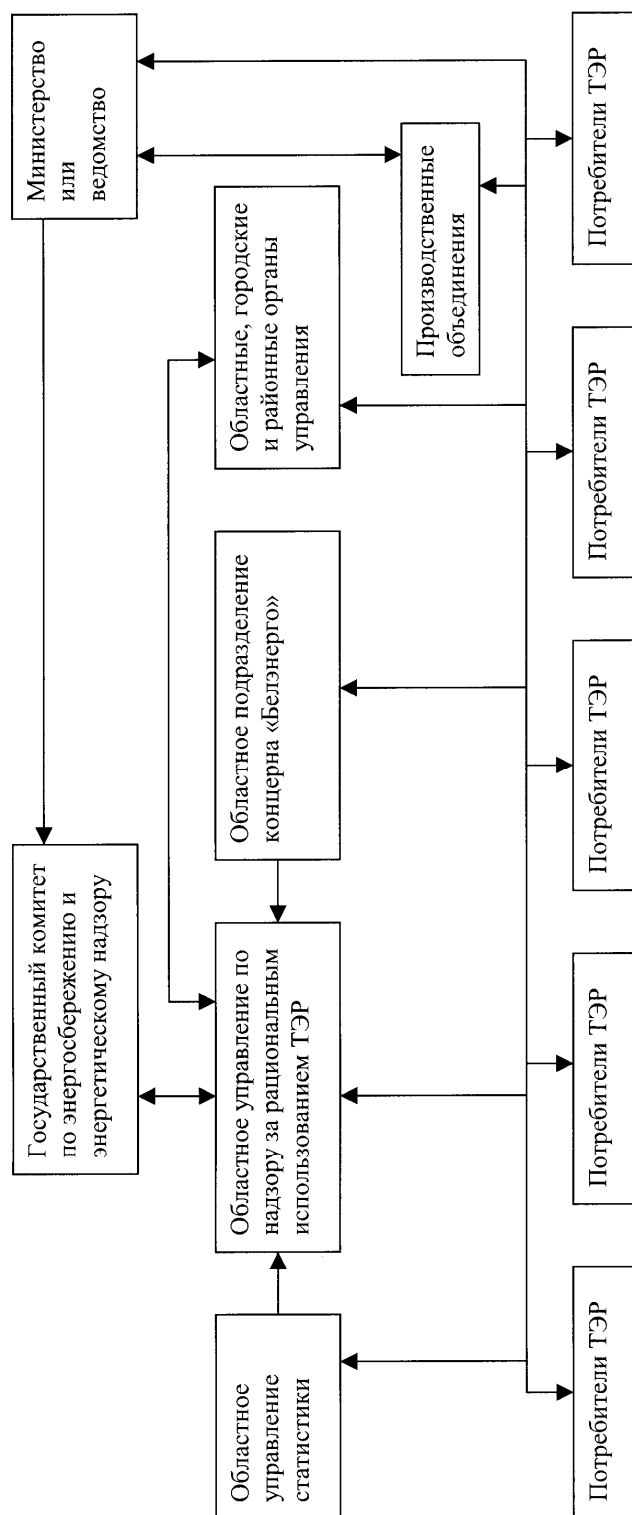 Государственный комитет
по энергосбережению и
энергетическому надзору
Министерство
или
ведомство
Областное
управление
статистики
Областное управление по
надзору за рациональным
использованием ТЭР
Областное подразделение
концерна «Белэнерго»
Областные, городские
и районные органы
управления
Производственные
объединения
Потребители ТЭР
Потребители ТЭР
Потребители ТЭР
Потребители ТЭР
Потребители ТЭР